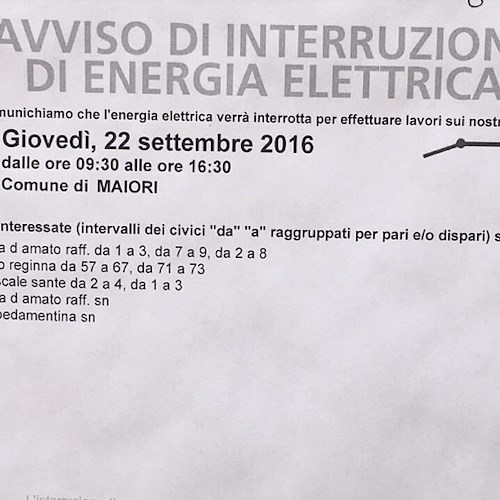 AVVISO DI INTERRUZION
DI ENERGIA ELETTRICA
munichiamo che l'energia elettrica verrà interrotta per effettuare lavori sui nostr
Giovedì, 22 settembre 2016
dalle ore 09:30 alle ore 16:30
Comune di MAIORI
nteressate (intervalli dei civici "da" "a" raggruppati per pari e/o dispari) s
a d amato raff. da 1 a 3, da 7 a 9, da 2 a 8
o reginna da 57 a 67, da 71 a 73
cale sante da 2 a 4, da 1 a 3
a d amato raff. sn
pedamentina sn